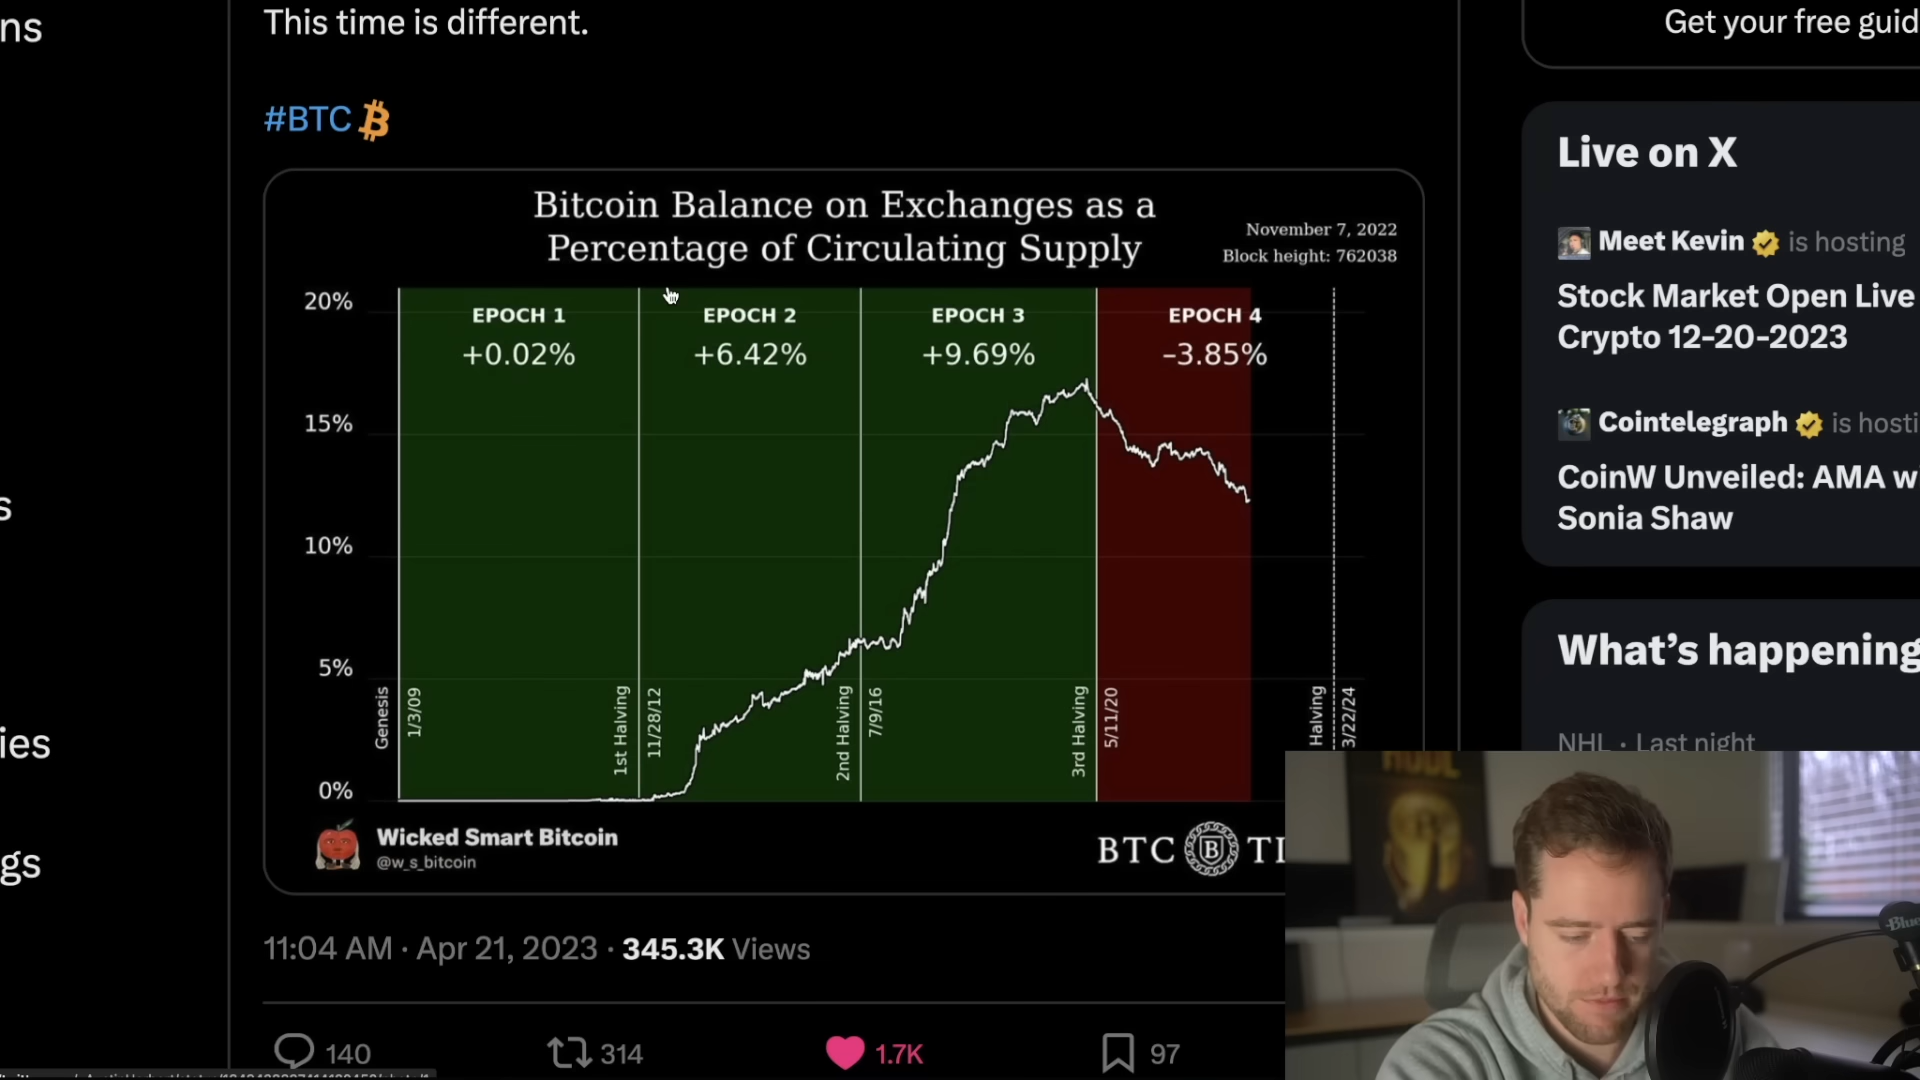 ns
s
ies
gs
This time is different.
#BTC
Bitcoin Balance on Exchanges as a
Percentage of Circulating Supply
November 7, 2022
Block height: 762038
20%
15%
10%
5%
0%
EPOCH 1
+0.02%
EPOCH 2
+6.42%
EPOCH 3
+9.69%
EPOCH 4
-3.85%
Genesis
1/3/09
1st Halving
11/28/12
2nd Halving
7/9/16
3rd Halving
5/11/20
Halving
3/22/24
Wicked Smart Bitcoin
@w_s_bitcoin
BTC B TI
11:04 AM · Apr 21, 2023 · 345.3K Views
140
314
1.7K
97
Get your free guid
Live on X
Meet Kevin is hosting
Stock Market Open Live
Crypto 12-20-2023
Cointelegraph is hosti
CoinW Unveiled: AMA w
Sonia Shaw
What's happening
NHL · Last night
HODL
Blue